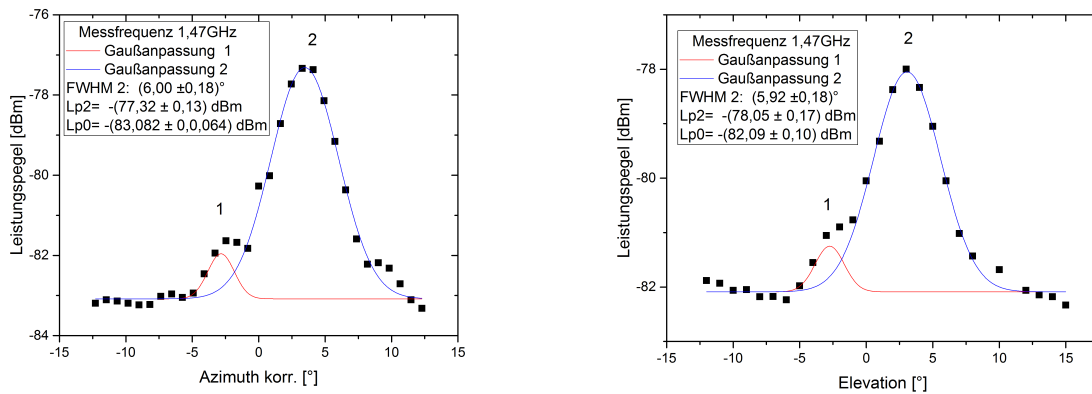 Messfrequenz 1,47GHz
Gaußanpassung 1
Gaußanpassung 2
FWHM 2: (6,00 ±0,18)°
Lp2= -(77,32 ± 0,13) dBm
Lp0= -(83,082 ± 0,0,064) dBm
1
2
-76
-78
-80
-82
-84
Leistungspegel [dBm]
-15
-10
-5
0
5
10
15
Azimuth korr. [°]
Messfrequenz 1,47GHz
Gaußanpassung 1
Gaußanpassung 2
FWHM 2: (5,92 ±0,18)°
Lp2= -(78,05 ± 0,17) dBm
Lp0= -(82,09 ± 0,10) dBm
1
2
-78
-80
-82
Leistungspegel [dBm]
-15
-10
-5
0
5
10
15
Elevation [°]